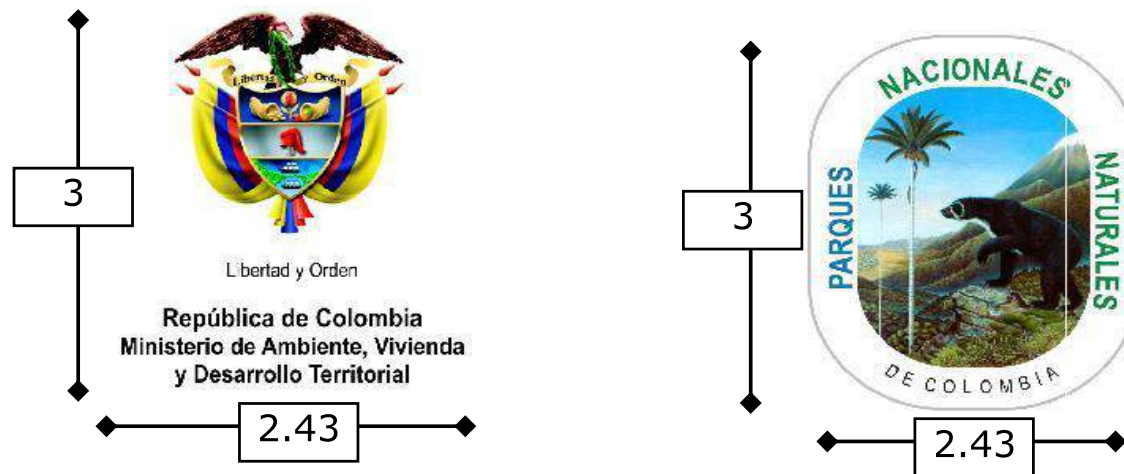 Libertad y Orden
3
Libertad y Orden
República de Colombia
Ministerio de Ambiente, Vivienda
y Desarrollo Territorial
2.43
3
PARQUES
NACIONALES
NATURALES
DE COLOMBIA
2.43